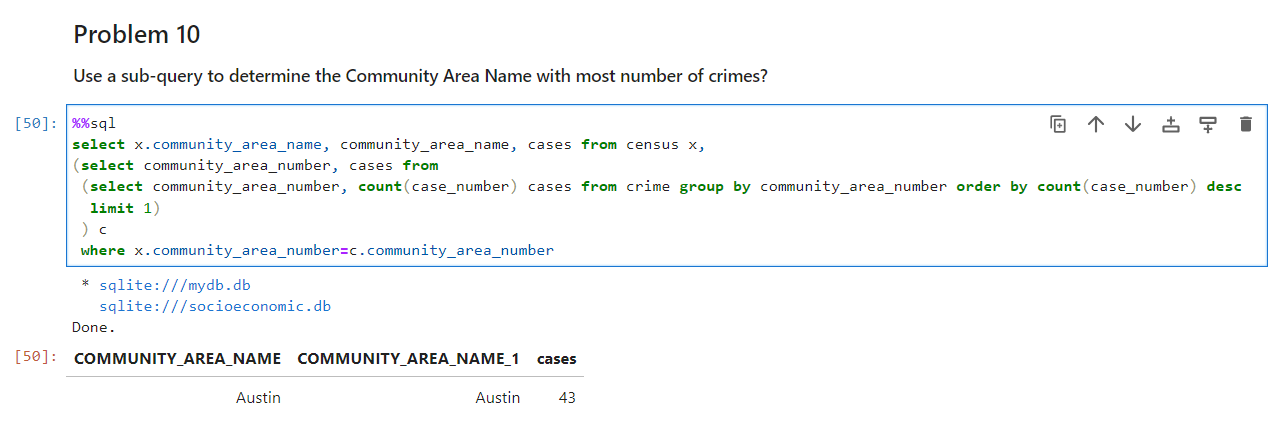 Problem 10
Use a sub-query to determine the Community Area Name with most number of crimes?
[50]: %%sql
select x.community_area_name, community_area_name, cases from census x,
(select community_area_number, cases from
(select community_area_number, count(case_number) cases from crime group by community_area_number order by count(case_number) desc
limit 1)
) c
where x.community_area_number=c.community_area_number
* sqlite:///mydb.db
sqlite:///socioeconomic.db
Done.
[50]: COMMUNITY_AREA_NAME COMMUNITY_AREA_NAME_1 cases
Austin Austin 43